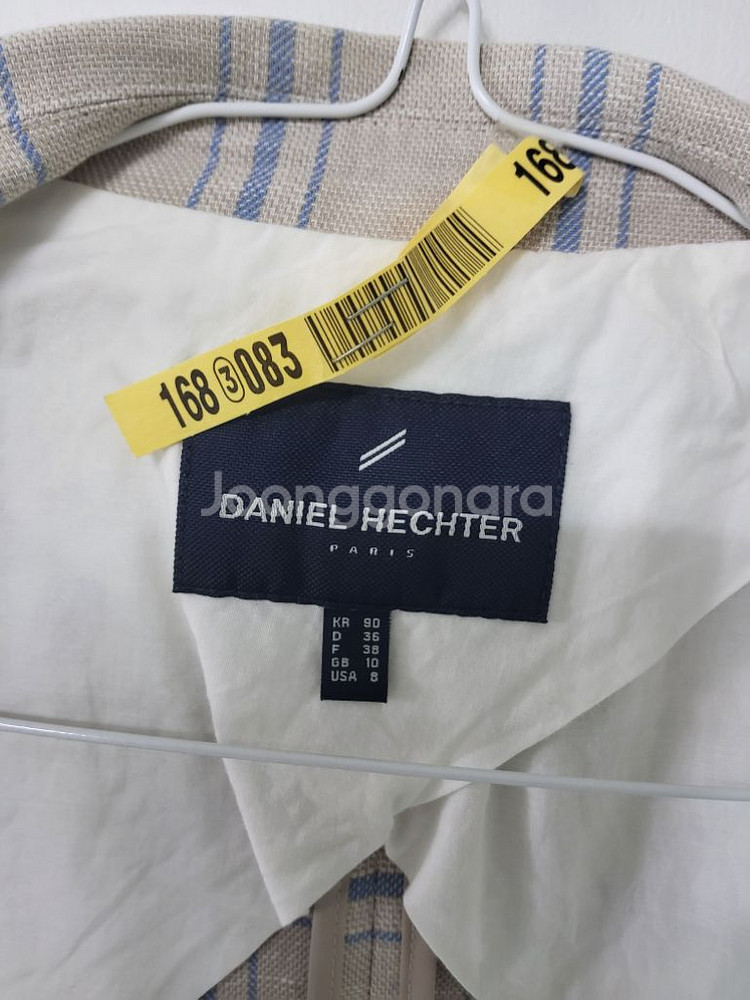 168
168 3 083
Joonggonara
DANIEL HECHTER
PARIS
KR 90
D 36
F 38
GB 10
USA 8